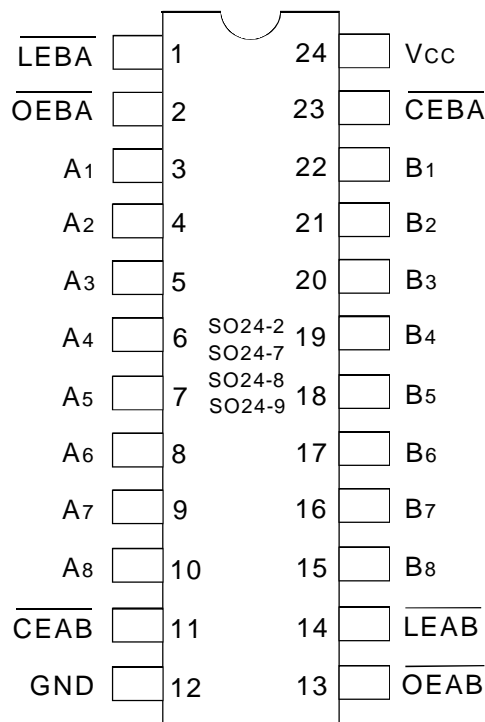 LEBA 1 24 VCC
OEBA 2 23 CEBA
A1 3 22 B1
A2 4 21 B2
A3 5 20 B3
A4 6 SO24-2 19 B4
SO24-7
A5 7 SO24-8 18 B5
SO24-9
A6 8 17 B6
A7 9 16 B7
A8 10 15 B8
CEAB 11 14 LEAB
GND 12 13 OEAB